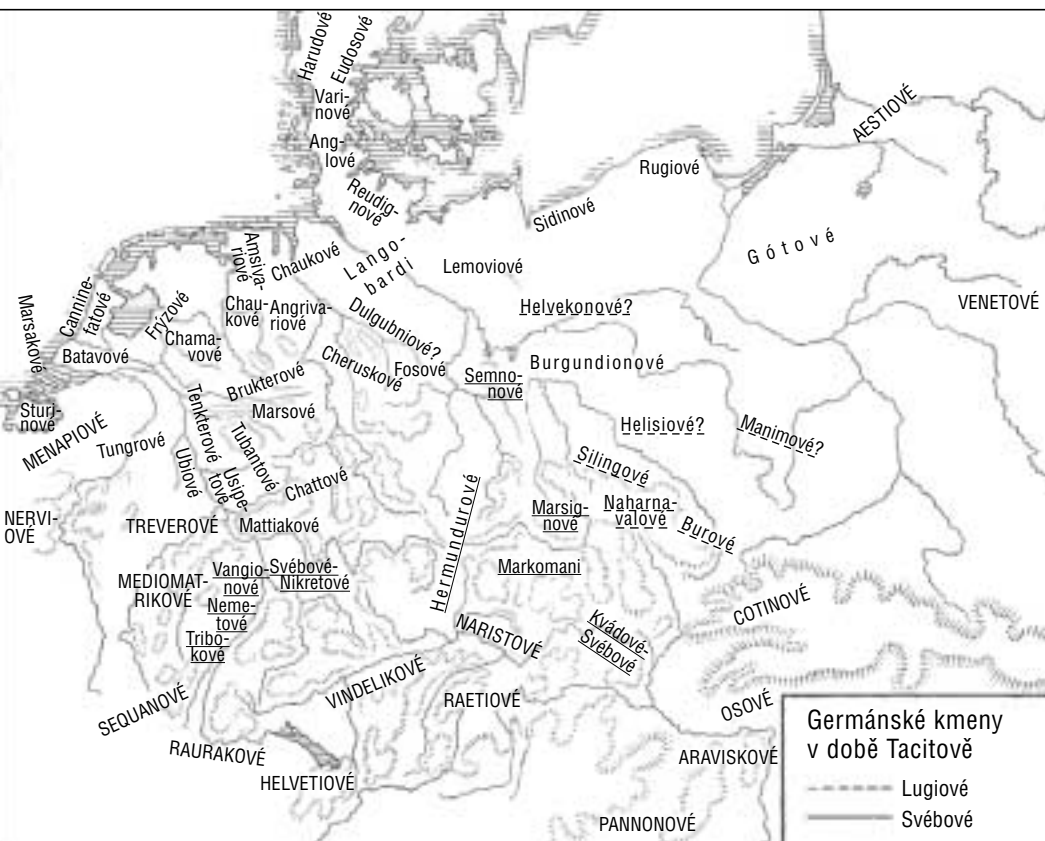 Harudové
Eudosové
Vari-
nové
Ang-
lové
Reudig-
nové
AESTIOVÉ
Rugiové
Sidinové
Gótové
Amsiva-
riové
Chaukové
Lango-
bardi
Lemoviové
VENETOVÉ
Marsakové
Cannine-
fatové
Frýzové
Chau-
kové
Angriva-
riové
Dulgubniové?
Helvekonové?
Batavové
Chama-
vové
Cheruskové
Fosové
Semno-
nové
Burgundionové
Brukterové
Marsové
Sturi-
nové
MENAPIOVÉ
Tungrové
Ubiové
Tenkterové
Usipe-
tové
Tubantové
Chattové
Helisiové?
Manimové?
Silingové
NERVI-
OVÉ
TREVEROVÉ
Mattiakové
Hermundurové
Marsig-
nové
Naharna-
valové
Burové
MEDIOMAT-
RIKOVÉ
Vangio-
nové
Svébové-
Nikretové
Markomani
Neme-
tové
Tribo-
kové
COTINOVÉ
NARISTOVÉ
Kvádové-
Svébové
SEQUANOVÉ
VINDELIKOVÉ
RAETIOVÉ
OSOVÉ
RAURAKOVÉ
HELVETIOVÉ
ARAVISKOVÉ
PANNONOVÉ
Germánské kmeny
v době Tacitově
Lugiové
Svébové